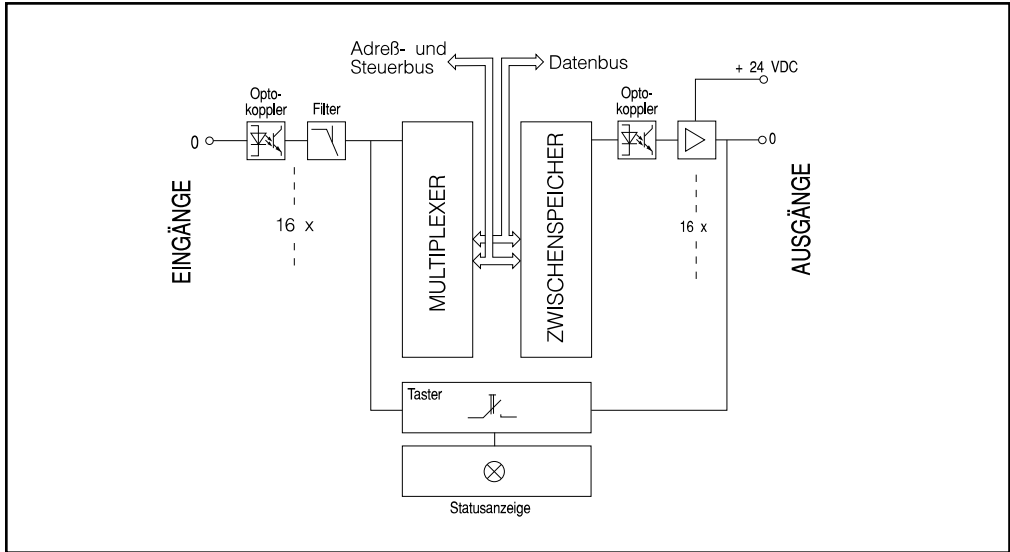 Adreß- und
Steuerbus
Datenbus
+ 24 VDC
Opto-
koppler
Filter
Opto-
koppler
0
0
EINGÄNGE
16 x
MULTIPLEXER
ZWISCHENSPEICHER
16 x
AUSGÄNGE
Taster
Statusanzeige